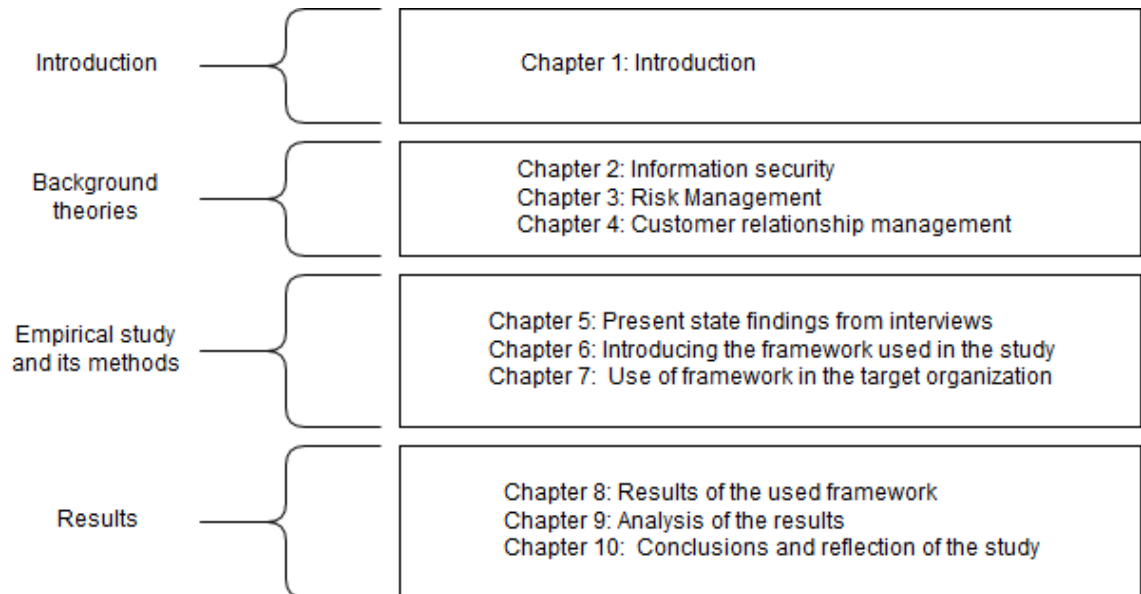 Introduction
Chapter 1: Introduction
Background
theories
Chapter 2: Information security
Chapter 3: Risk Management
Chapter 4: Customer relationship management
Empirical study
and its methods
Chapter 5: Present state findings from interviews
Chapter 6: Introducing the framework used in the study
Chapter 7:  Use of framework in the target organization
Results
Chapter 8: Results of the used framework
Chapter 9: Analysis of the results
Chapter 10:  Conclusions and reflection of the study